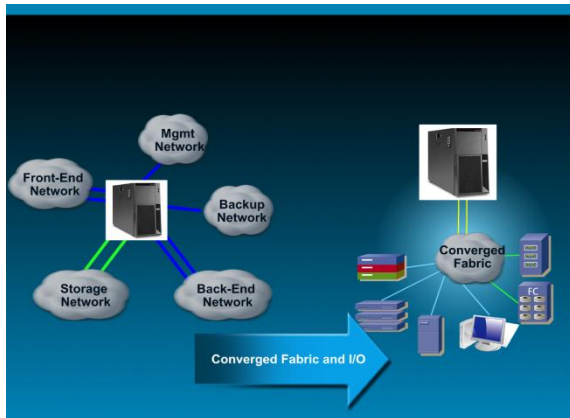 Mgmt
Network
Front-End
Network
Backup
Network
Storage
Network
Back-End
Network
Converged
Fabric
FC
Converged Fabric and I/O